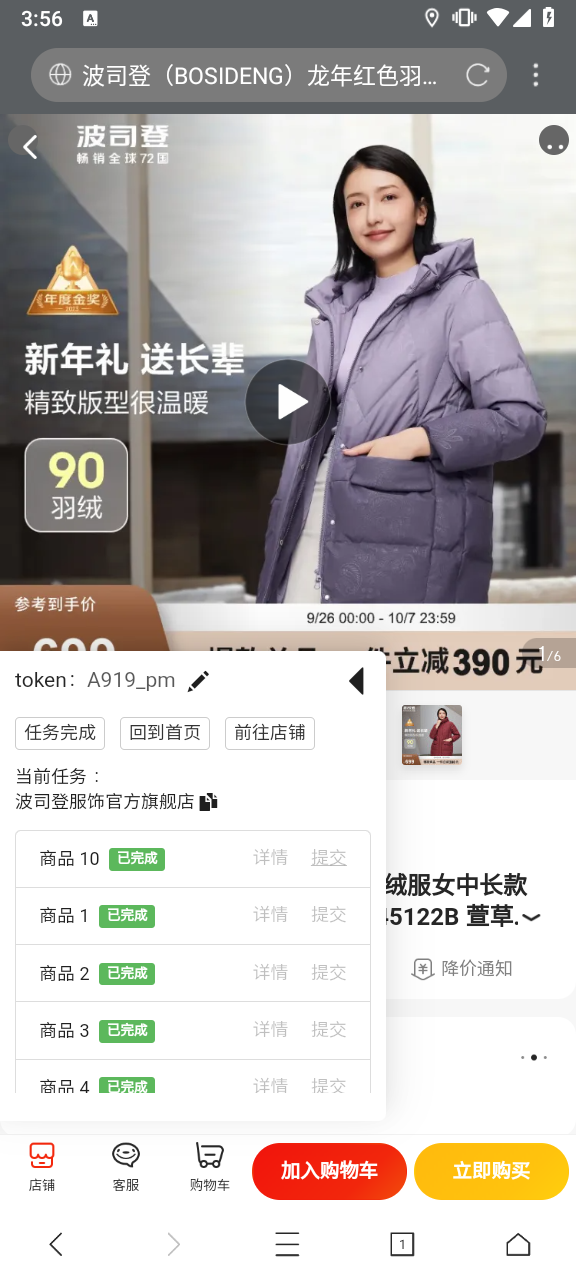 3:56
A
波司登（BOSIDENG）龙年红色羽...
波司登
畅销全球72国
年度金奖
新年礼 送长辈
精致版型很温暖
90
羽绒
参考到手价
9/26 00:00 - 10/7 23:59
件立减390元
1/6
token： A919_pm
任务完成 回到首页 前往店铺
当前任务：
波司登服饰官方旗舰店
商品 10 已完成 详情 提交
商品 1 已完成 详情 提交
商品 2 已完成 详情 提交
商品 3 已完成 详情 提交
商品 4 已完成 详情 提交
绒服女中长款
45122B 萱草.
降价通知
店铺 客服 购物车 加入购物车 立即购买
1